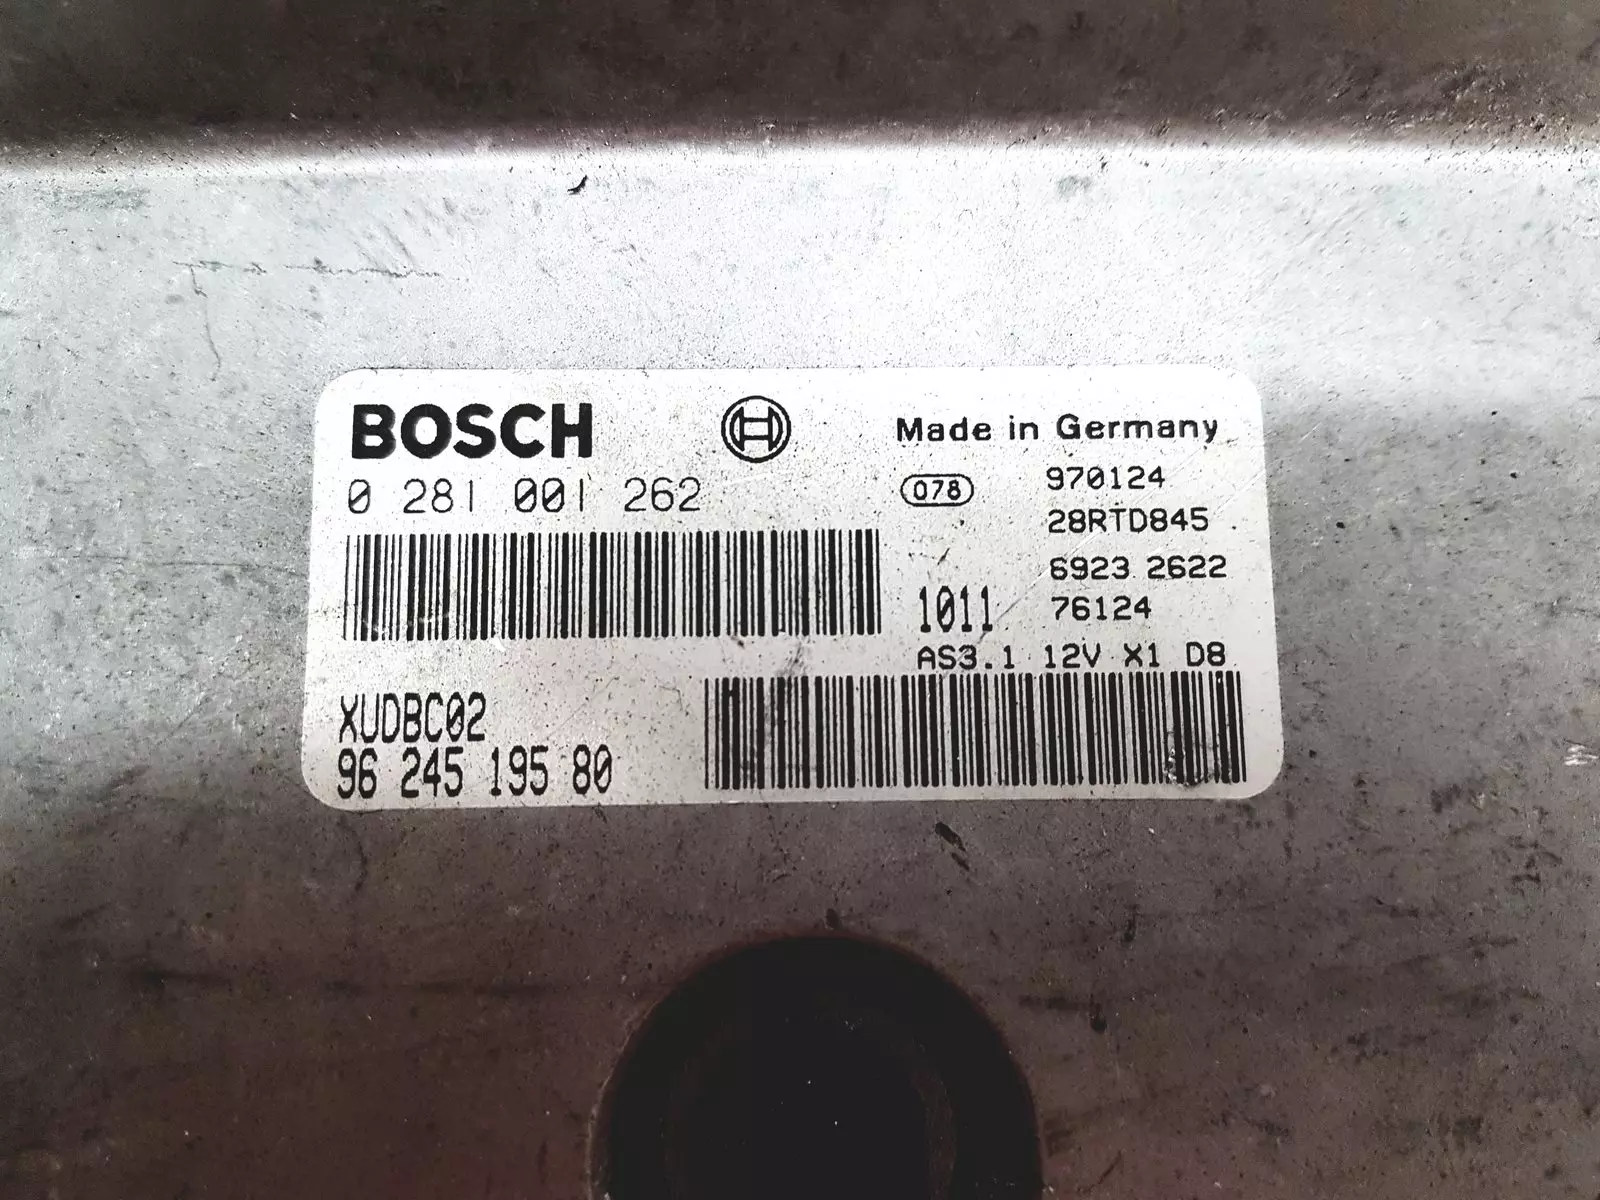 BOSCH
Made in Germany
0 281 001 262
078
970124
28RTD845
6923 2622
1011
76124
AS3.1 12V X1 D8
XUDBC02
96 245 195 80